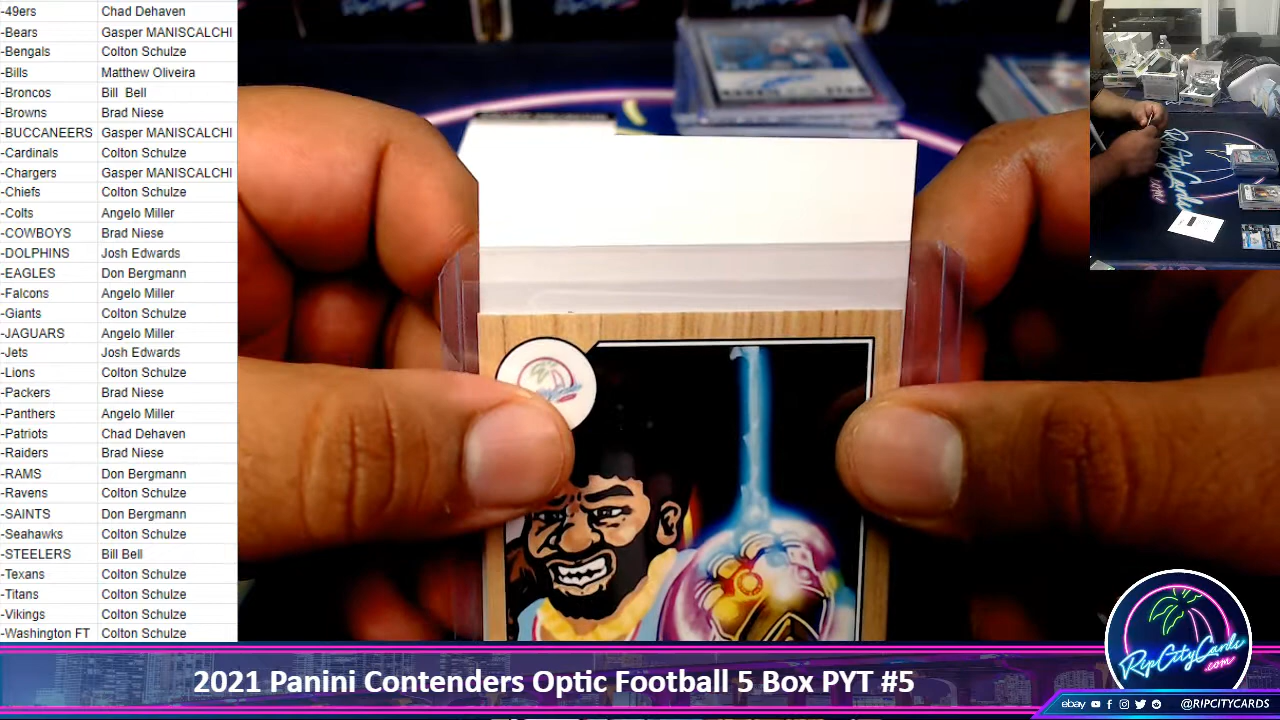 -49ers Chad Dehaven
-Bears Gasper MANISCALCHI
-Bengals Colton Schulze
-Bills Matthew Oliveira
-Broncos Bill Bell
-Browns Brad Niese
-BUCCANEERS Gasper MANISCALCHI
-Cardinals Colton Schulze
-Chargers Gasper MANISCALCHI
-Chiefs Colton Schulze
-Colts Angelo Miller
-COWBOYS Brad Niese
-DOLPHINS Josh Edwards
-EAGLES Don Bergmann
-Falcons Angelo Miller
-Giants Colton Schulze
-JAGUARS Angelo Miller
-Jets Josh Edwards
-Lions Colton Schulze
-Packers Brad Niese
-Panthers Angelo Miller
-Patriots Chad Dehaven
-Raiders Brad Niese
-RAMS Don Bergmann
-Ravens Colton Schulze
-SAINTS Don Bergmann
-Seahawks Colton Schulze
-STEELERS Bill Bell
-Texans Colton Schulze
-Titans Colton Schulze
-Vikings Colton Schulze
-Washington FT Colton Schulze
RipCityCards
RipCityCards
.com
2021 Panini Contenders Optic Football 5 Box PYT #5
ebay @RIPCITYCARDS